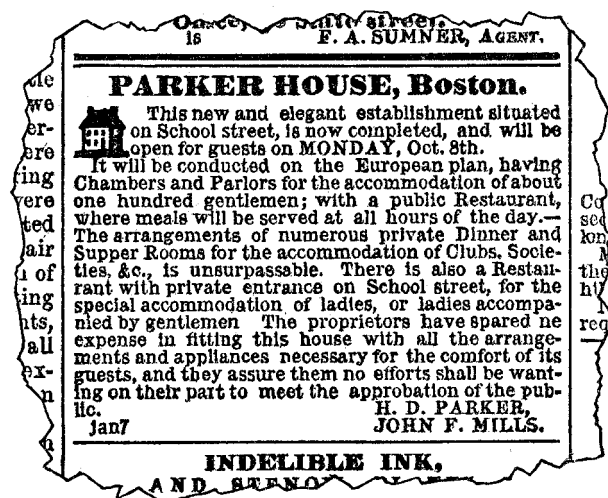 18 F. A. SUMNER, AGENT.
PARKER HOUSE, Boston.
This new and elegant establishment situated
on School street, is now completed, and will be
open for guests on MONDAY, Oct. 8th.
It will be conducted on the European plan, having
Chambers and Parlors for the accommodation of about
one hundred gentlemen; with a public Restaurant,
where meals will be served at all hours of the day.—
The arrangements of numerous private Dinner and
Supper Rooms for the accommodation of Clubs, Socie-
ties, &c., is unsurpassable. There is also a Restau-
rant with private entrance on School street, for the
special accommodation of ladies, or ladies accompa-
nied by gentlemen The proprietors have spared ne
expense in fitting this house with all the arrange-
ments and appliances necessary for the comfort of its
guests, and they assure them no efforts shall be want-
ing on their part to meet the approbation of the pub-
lic. H. D. PARKER,
jan7 JOHN F. MILLS.
INDELIBLE INK,
AND